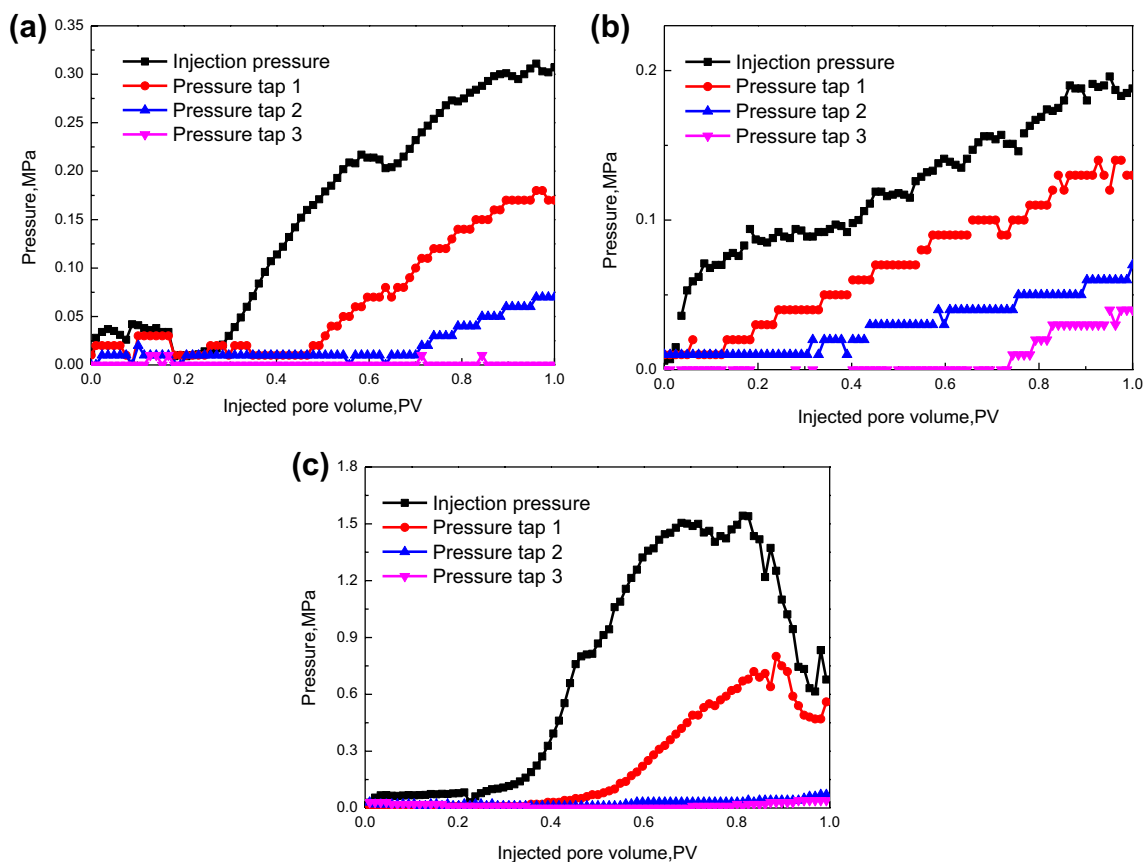 (a)
0.35
0.30
0.25
0.20
0.15
0.10
0.05
0.00
Pressure,MPa
Injection pressure
Pressure tap 1
Pressure tap 2
Pressure tap 3
0.0 0.2 0.4 0.6 0.8 1.0
Injected pore volume,PV
(b)
0.2
0.1
0.0
Pressure,MPa
Injection pressure
Pressure tap 1
Pressure tap 2
Pressure tap 3
0.0 0.2 0.4 0.6 0.8 1.0
Injected pore volume,PV
(c)
1.8
1.5
1.2
0.9
0.6
0.3
0.0
Pressure,MPa
Injection pressure
Pressure tap 1
Pressure tap 2
Pressure tap 3
0.0 0.2 0.4 0.6 0.8 1.0
Injected pore volume,PV